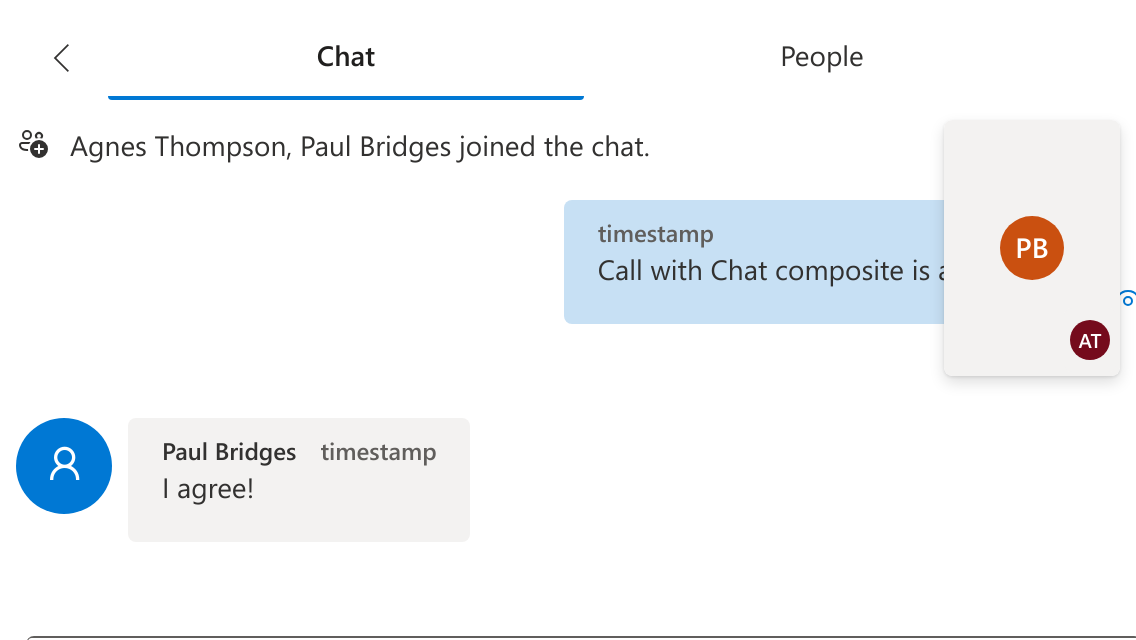 Chat
People
Agnes Thompson, Paul Bridges joined the chat.
timestamp
Call with Chat composite is
PB
AT
Paul Bridges timestamp
I agree!